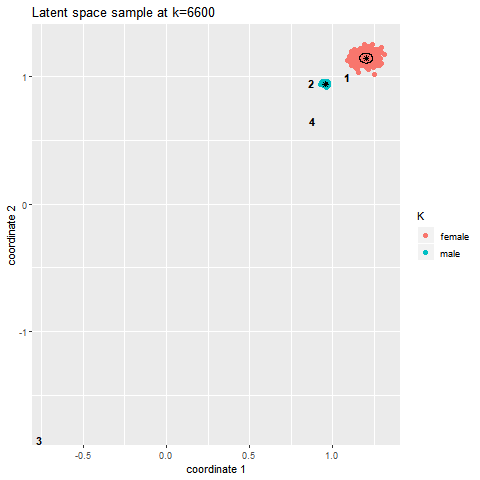 Latent space sample at k=6600
1
2
4
3
1
0
-1
-0.5
0.0
0.5
1.0
coordinate 1
coordinate 2
K
female
male